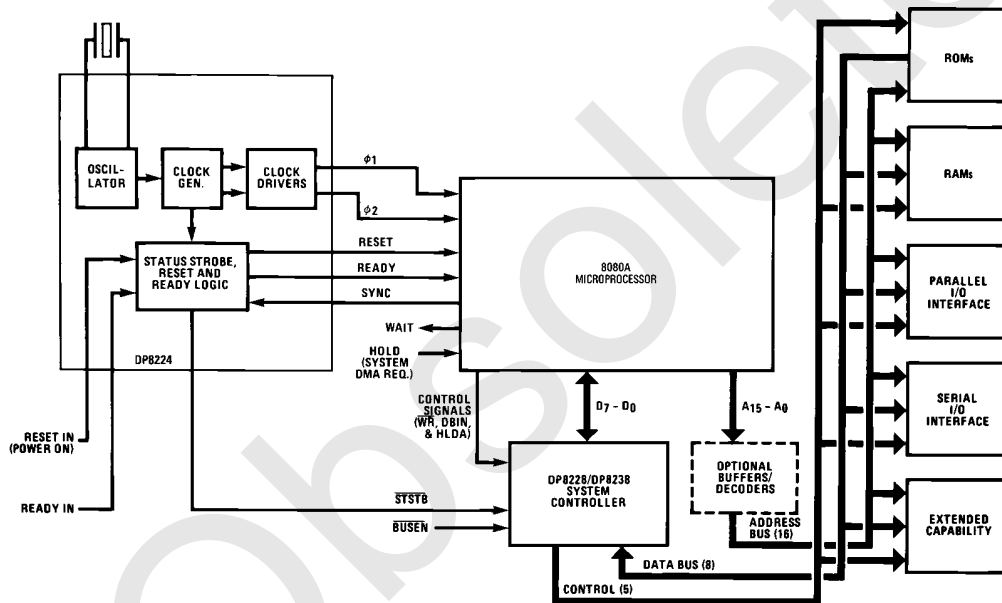 Obsolete
ROMs
OSCIL-
LATOR
CLOCK
GEN.
CLOCK
DRIVERS
ϕ1
ϕ2
RAMs
STATUS STROBE,
RESET AND
READY LOGIC
RESET
READY
SYNC
8080A
MICROPROCESSOR
PARALLEL
I/O
INTERFACE
WAIT
HOLD
(SYSTEM
DMA REQ.)
DP8224
SERIAL
I/O
INTERFACE
CONTROL
SIGNALS
(WR, DBIN,
& HLDA)
D7 – D0
A15 – A0
RESET IN
(POWER ON)
DP8228/DP8238
SYSTEM
CONTROLLER
OPTIONAL
BUFFERS/
DECODERS
READY IN
STSTB
BUSEN
ADDRESS
BUS (16)
EXTENDED
CAPABILITY
DATA BUS (8)
CONTROL (5)